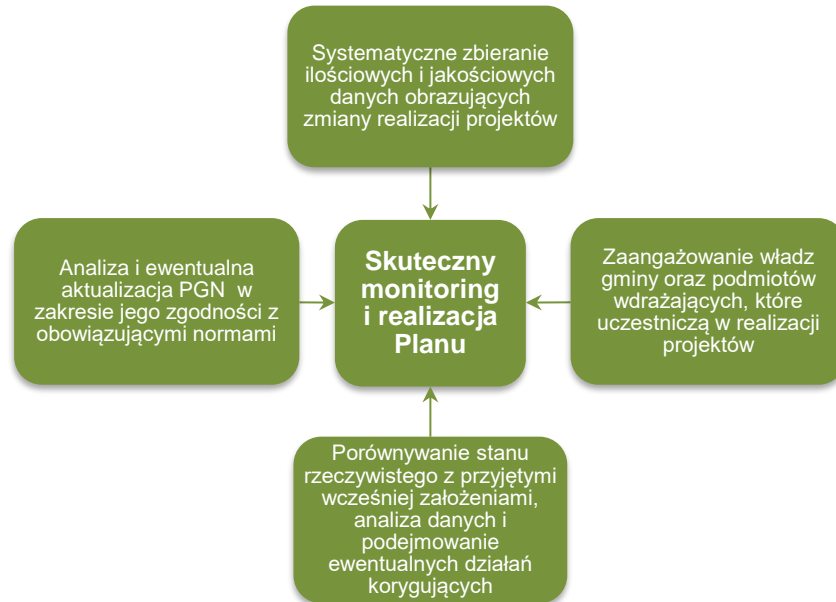 Systematyczne zbieranie
ilościowych i jakościowych
danych obrazujących
zmiany realizacji projektów
Analiza i ewentualna
aktualizacja PGN w
zakresie jego zgodności z
obowiązującymi normami
Skuteczny
monitoring
i realizacja
Planu
Zaangażowanie władz
gminy oraz podmiotów
wdrażających, które
uczestniczą w realizacji
projektów
Porównywanie stanu
rzeczywistego z przyjętymi
wcześniej założeniami,
analiza danych i
podejmowanie
ewentualnych działań
korygujących